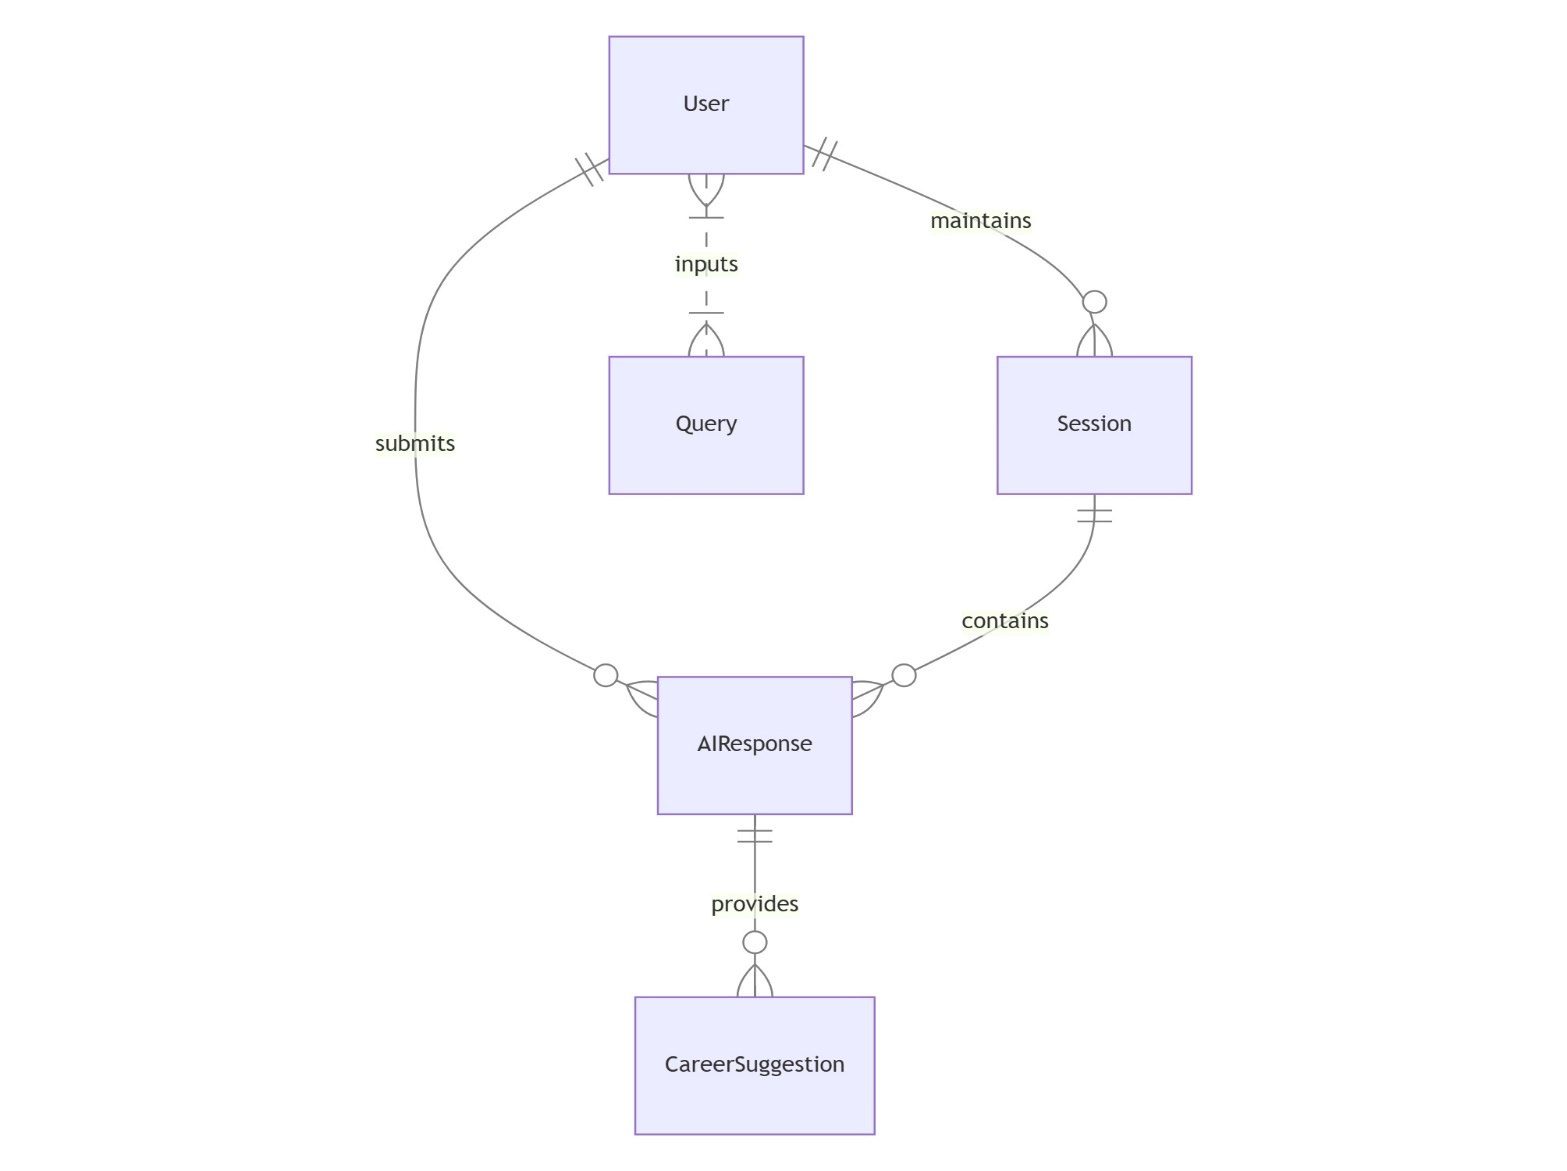 User
maintains
inputs
Query
Session
submits
contains
AIResponse
provides
CareerSuggestion